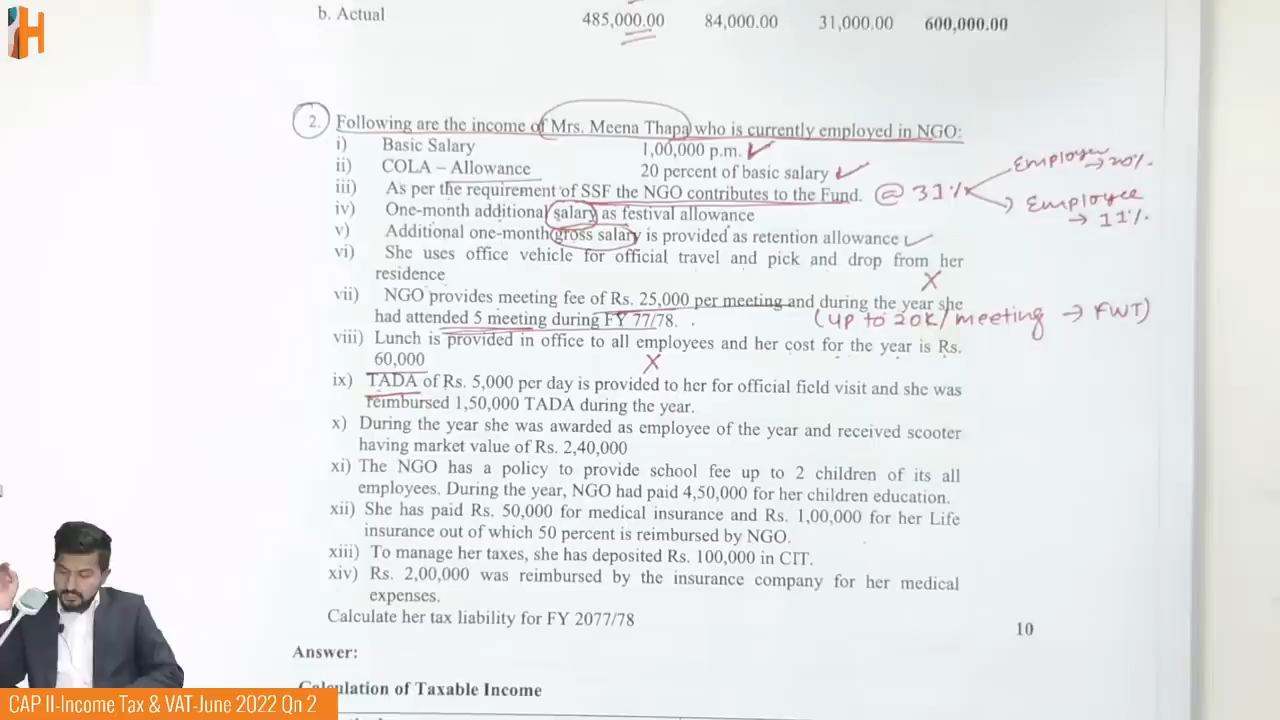 H
b. Actual 485,000.00 84,000.00 31,000.00 600,000.00
2. Following are the income of Mrs. Meena Thapa who is currently employed in NGO:
i) Basic Salary 1,00,000 p.m.
ii) COLA – Allowance 20 percent of basic salary
iii) As per the requirement of SSF the NGO contributes to the Fund. @ 31%
Employer → 20%.
Employee → 11%.
iv) One-month additional salary as festival allowance
v) Additional one-month gross salary is provided as retention allowance
vi) She uses office vehicle for official travel and pick and drop from her
residence X
vii) NGO provides meeting fee of Rs. 25,000 per meeting and during the year she
had attended 5 meeting during FY 77/78. (up to 20K/meeting → FWT)
viii) Lunch is provided in office to all employees and her cost for the year is Rs.
60,000 X
ix) TADA of Rs. 5,000 per day is provided to her for official field visit and she was
reimbursed 1,50,000 TADA during the year.
x) During the year she was awarded as employee of the year and received scooter
having market value of Rs. 2,40,000
xi) The NGO has a policy to provide school fee up to 2 children of its all
employees. During the year, NGO had paid 4,50,000 for her children education.
xii) She has paid Rs. 50,000 for medical insurance and Rs. 1,00,000 for her Life
insurance out of which 50 percent is reimbursed by NGO.
xiii) To manage her taxes, she has deposited Rs. 100,000 in CIT.
xiv) Rs. 2,00,000 was reimbursed by the insurance company for her medical
expenses.
Calculate her tax liability for FY 2077/78
10
Answer:
Calculation of Taxable Income
CAP II-Income Tax & VAT-June 2022 Qn 2